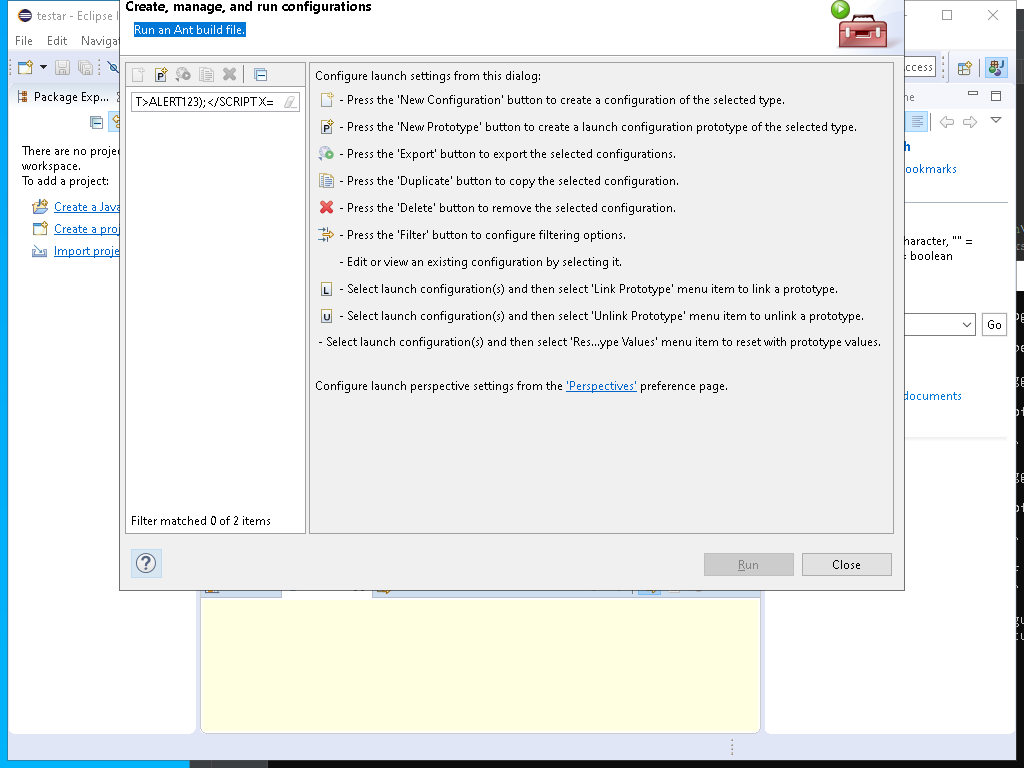 Create, manage, and run configurations
testar - Eclipse I
Run an Ant build file.
File Edit Naviga
ccess
Package Exp...
T>ALERT123);</SCRIPT X=
Configure launch settings from this dialog:
- Press the 'New Configuration' button to create a configuration of the selected type.
P - Press the 'New Prototype' button to create a launch configuration prototype of the selected type.
- Press the 'Export' button to export the selected configurations.
- Press the 'Duplicate' button to copy the selected configuration.
- Press the 'Delete' button to remove the selected configuration.
- Press the 'Filter' button to configure filtering options.
- Edit or view an existing configuration by selecting it.
L - Select launch configuration(s) and then select 'Link Prototype' menu item to link a prototype.
U - Select launch configuration(s) and then select 'Unlink Prototype' menu item to unlink a prototype.
- Select launch configuration(s) and then select 'Res...ype Values' menu item to reset with prototype values.
Configure launch perspective settings from the 'Perspectives' preference page.
There are no projec
workspace.
To add a project:
Create a Java
Create a proj
Import proje
ne
h
ookmarks
haracter, "" =
= boolean
Go
documents
Filter matched 0 of 2 items
?
Run
Close